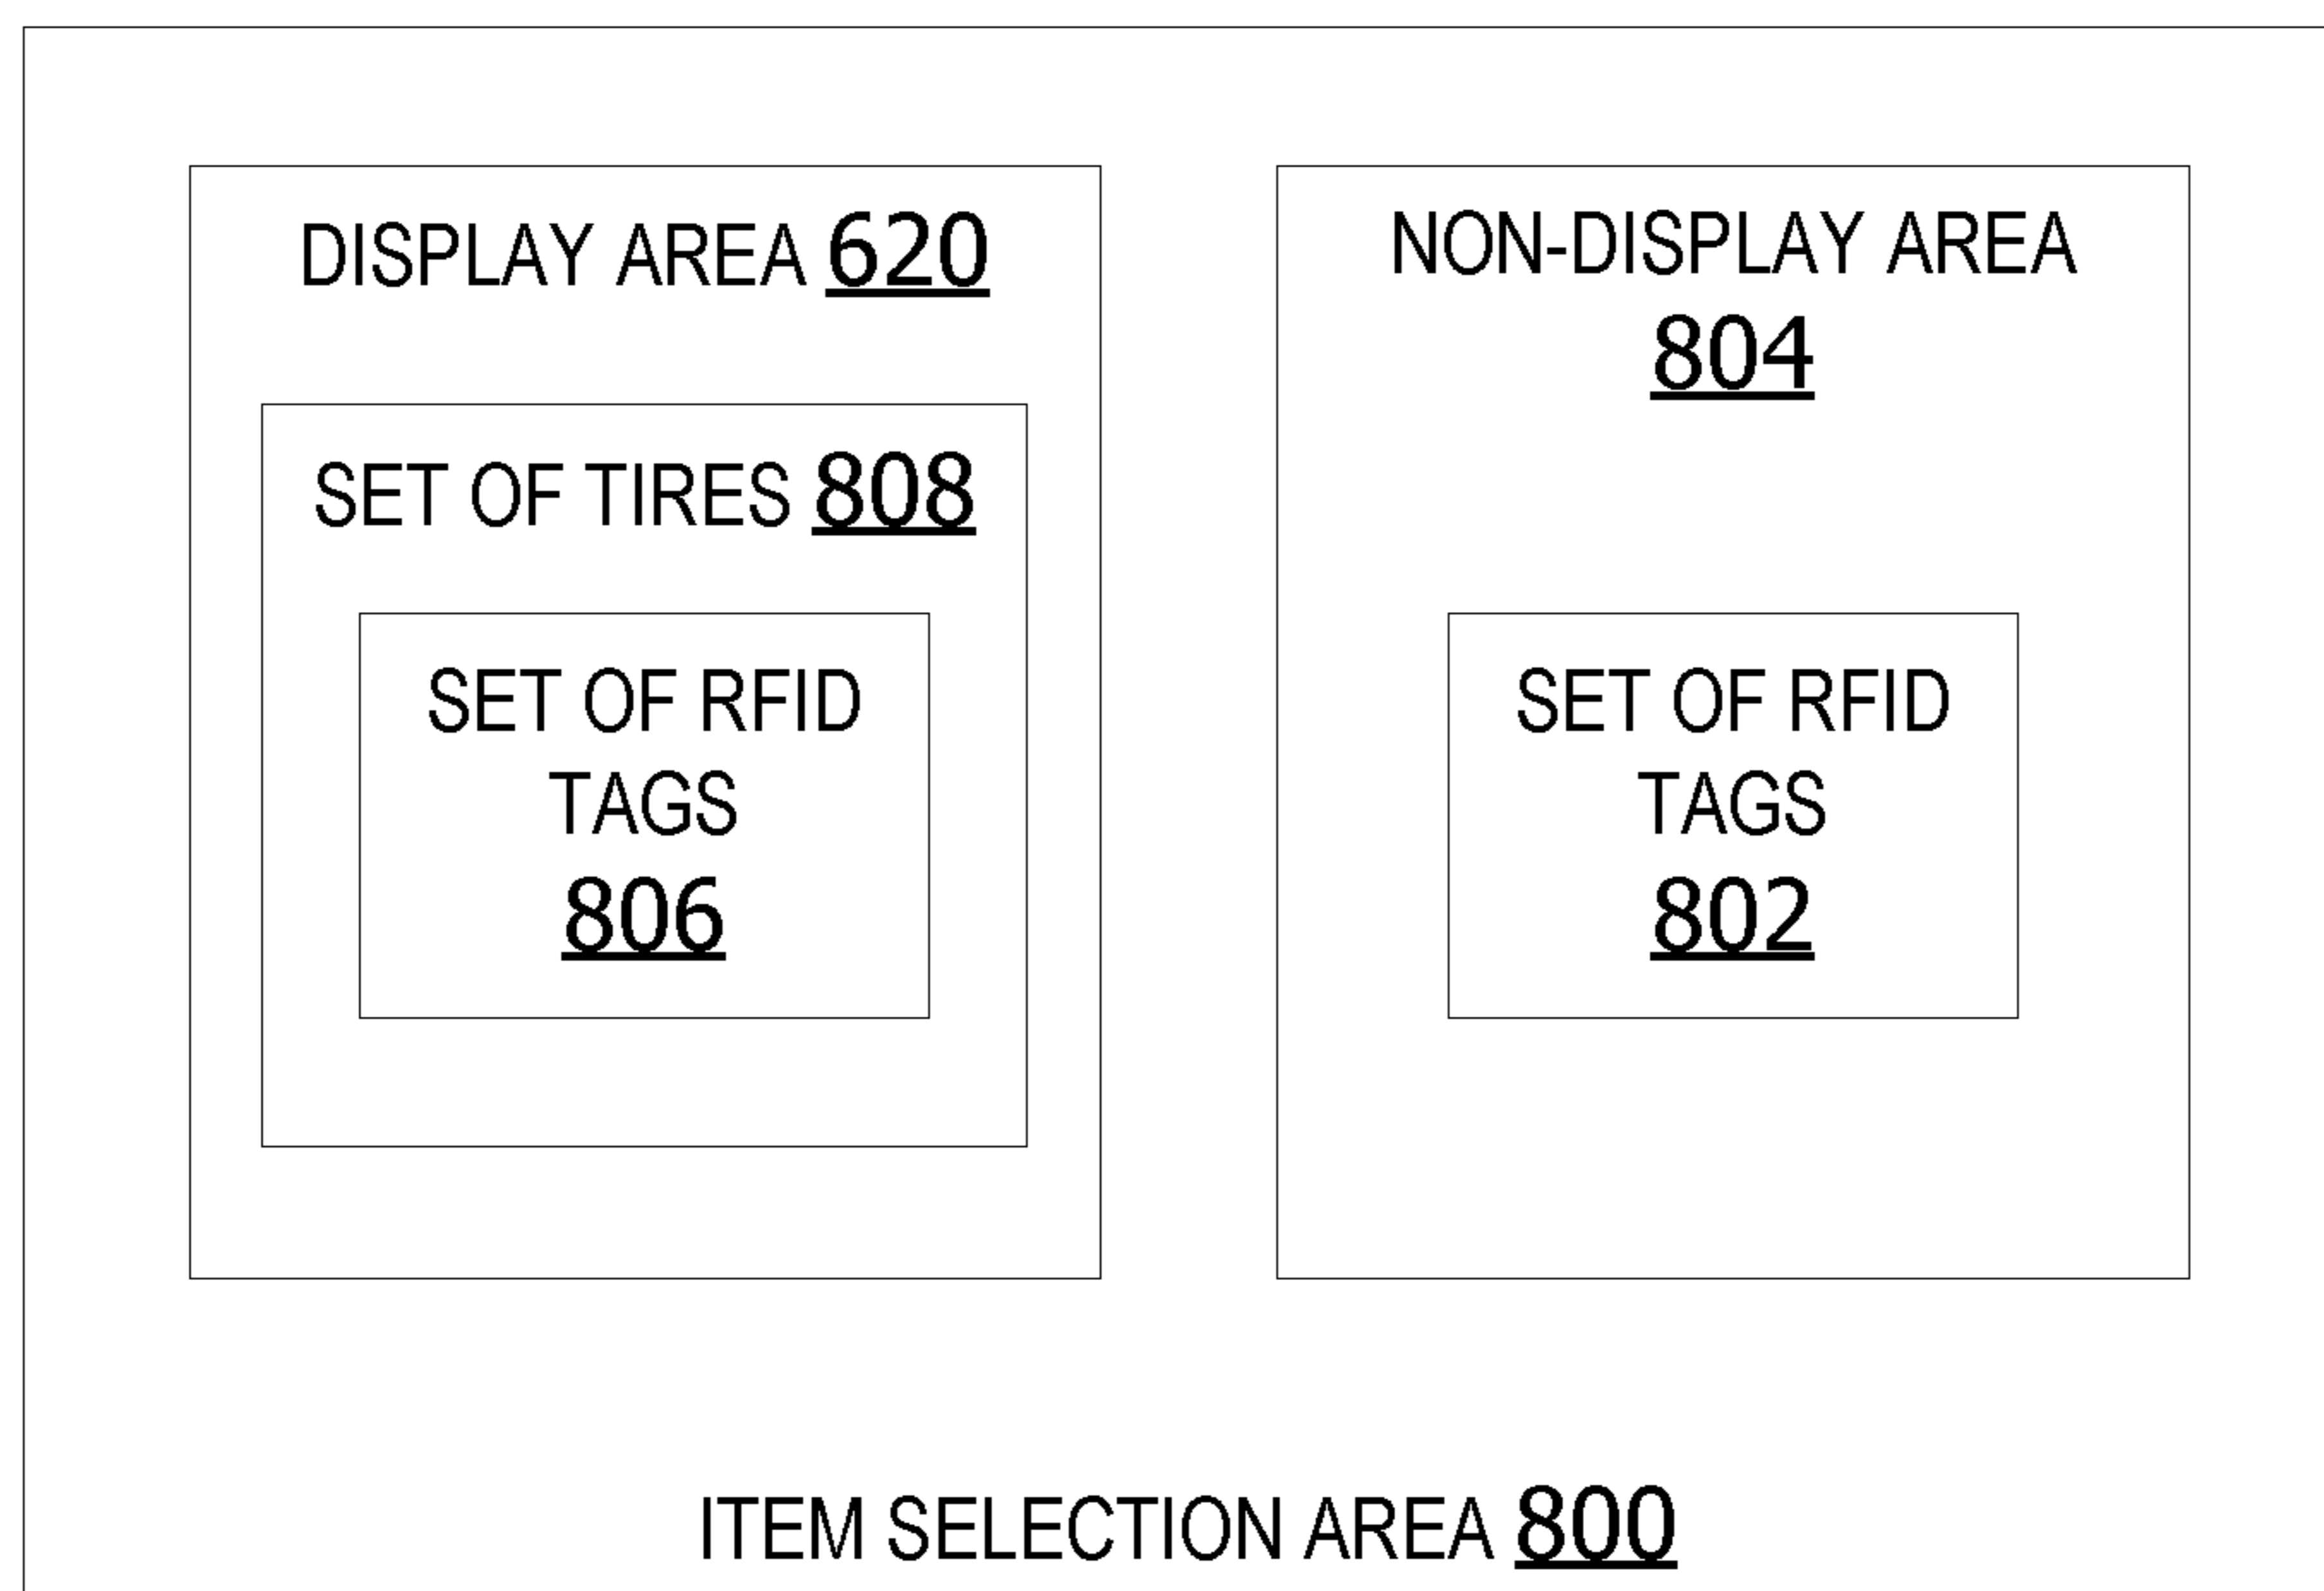 DISPLAY AREA 620
SET OF TIRES 808
SET OF RFID
TAGS
806
NON-DISPLAY AREA
804
SET OF RFID
TAGS
802
ITEM SELECTION AREA 800